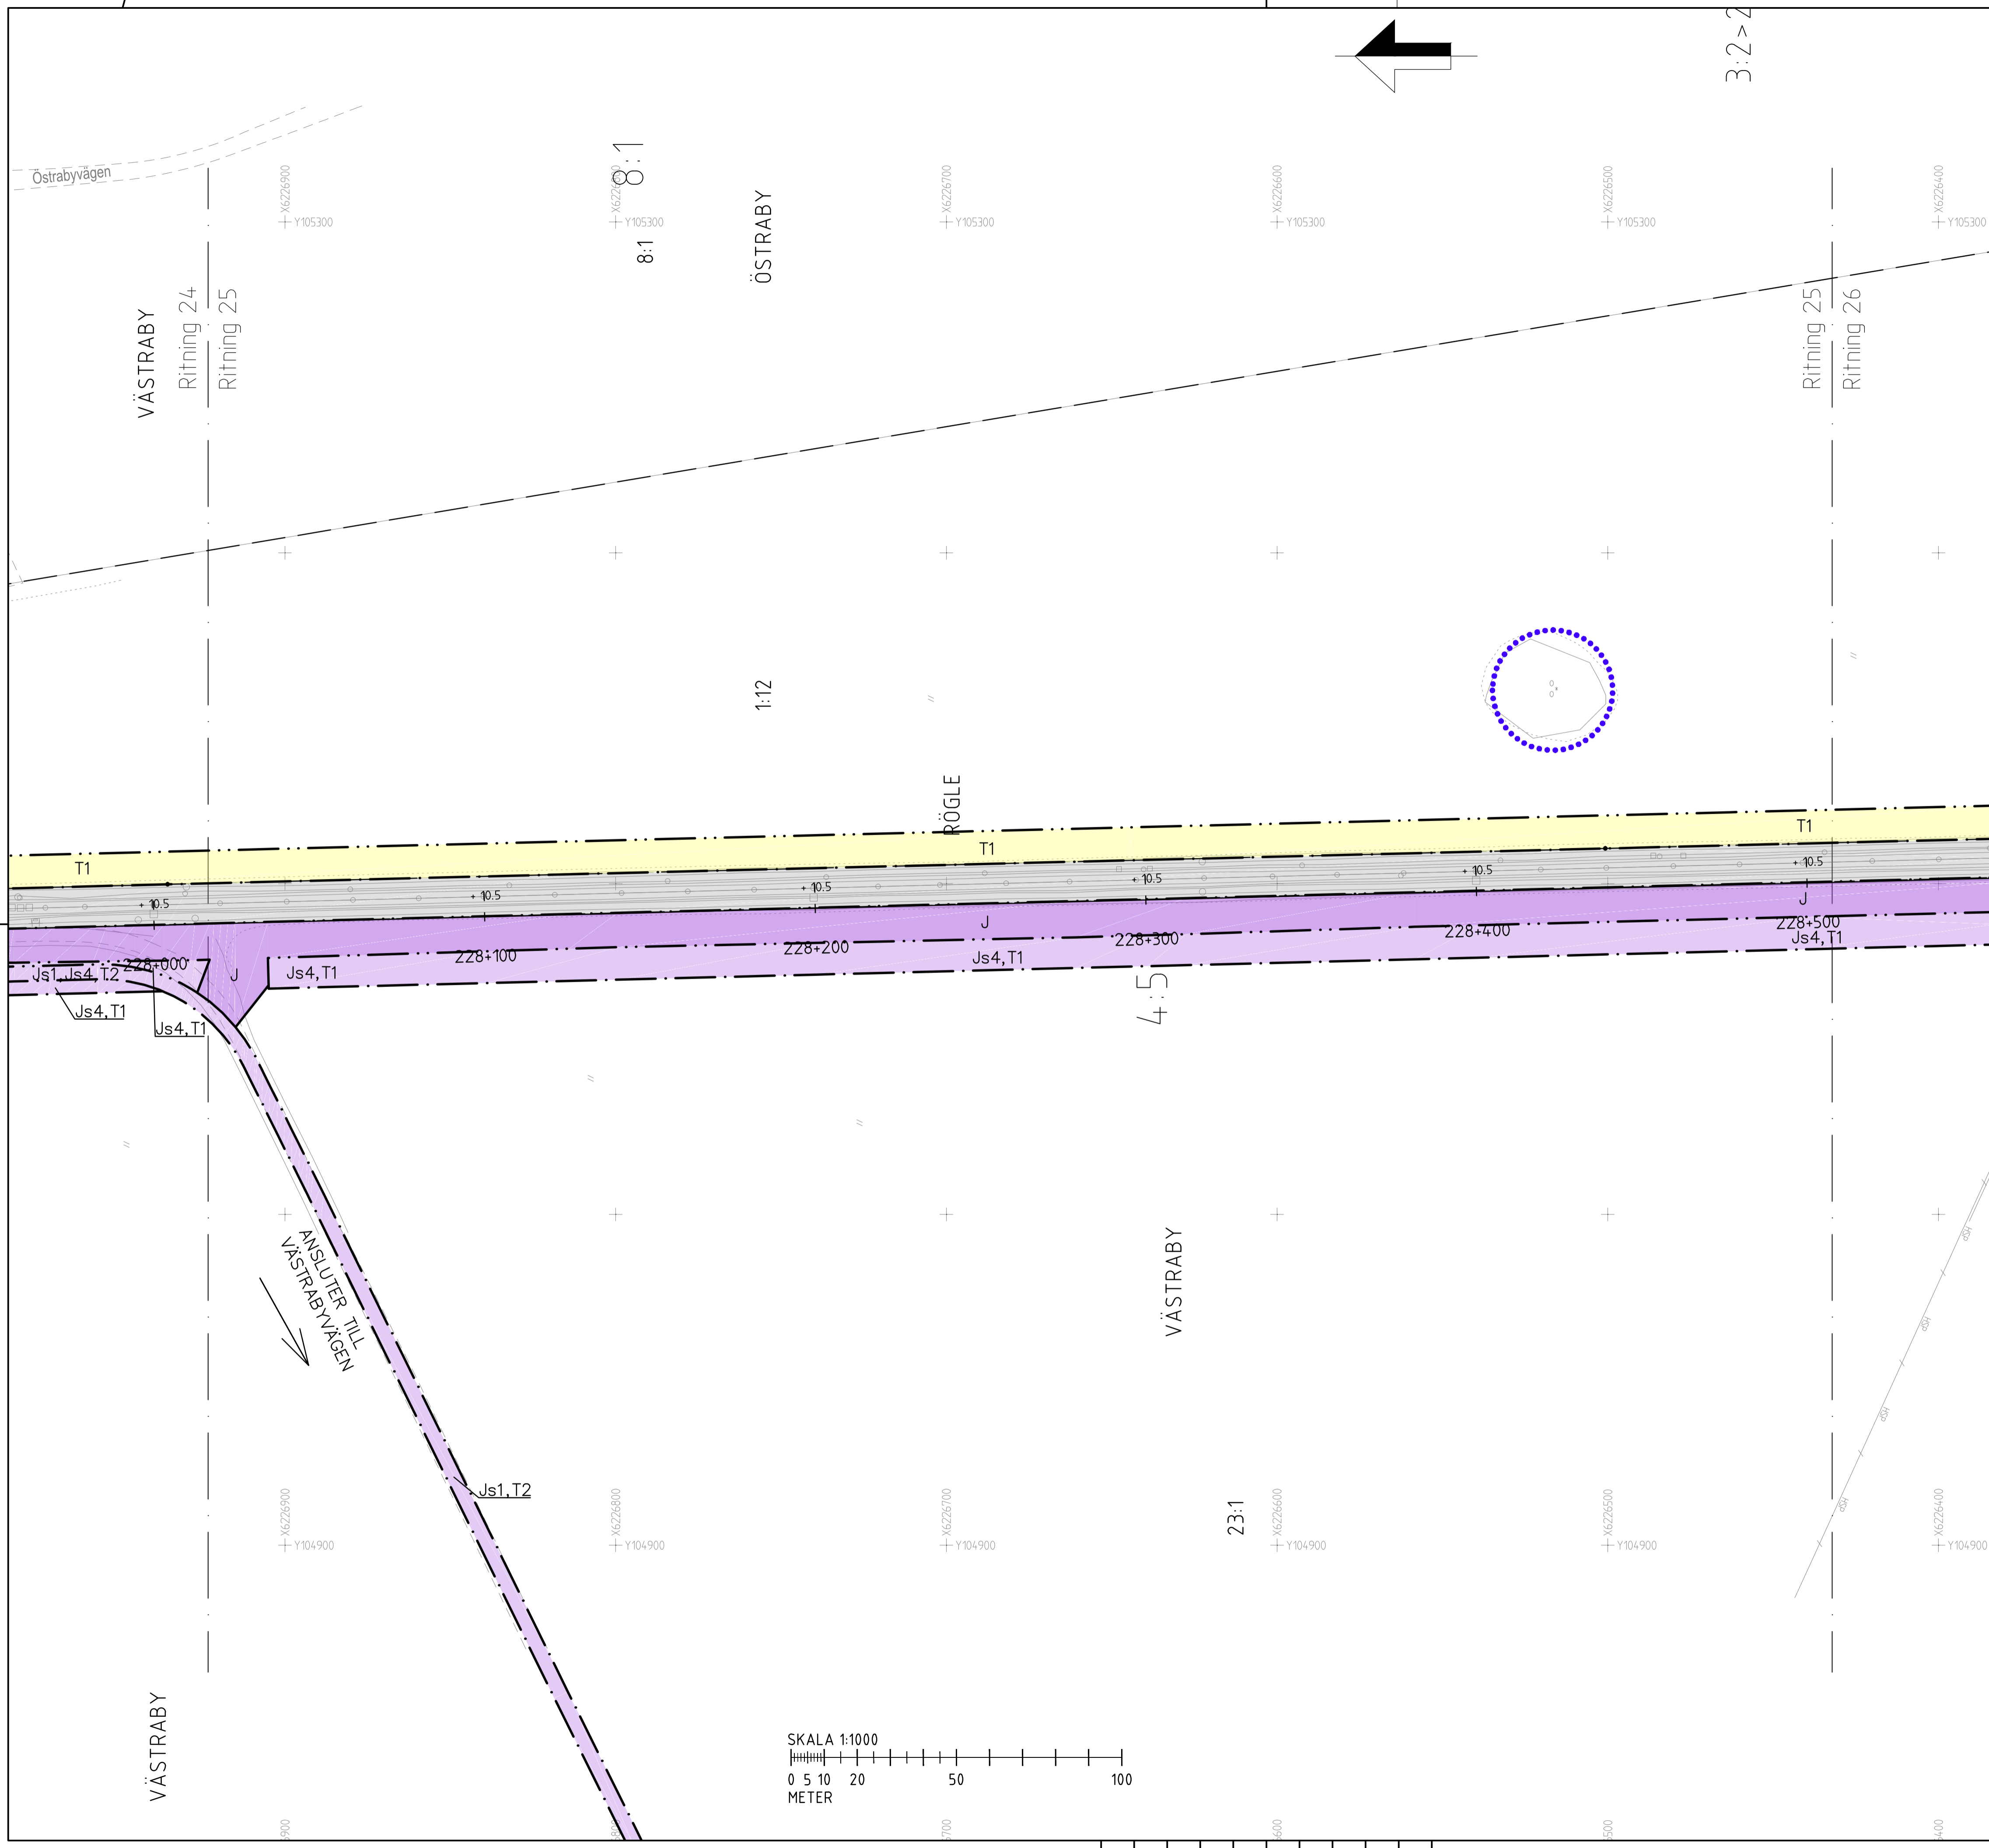 3:2>2
Östrabyvägen
8:1
8:1
ÖSTRABY
X6226900
Y105300
Y105300
X6226700
Y105300
X6226600
Y105300
X6226500
Y105300
X6226400
Y105300
VÄSTRABY
Ritning 24
Ritning 25
Ritning 25
Ritning 26
1:12
RÖGLE
T1
T1
T1
+ 10.5
+ 10.5
+ 10.5
+ 10.5
+ 10.5
+ 10.5
J
J
J
228+000
228+100
228+200
228+300
228+400
228+500
Js1,Js4,T2
Js4,T1
Js4,T1
Js4,T1
Js4,T1
Js4,T1
4:5
ANSLUTER TILL
VÄSTRABYVÄGEN
VÄSTRABY
HSP
HSP
HSP
HSP
Js1,T2
23:1
X6226900
Y104900
X6226800
Y104900
X6226700
Y104900
X6226600
Y104900
X6226500
Y104900
X6226400
Y104900
VÄSTRABY
SKALA 1:1000
0 5 10 20 50 100
METER